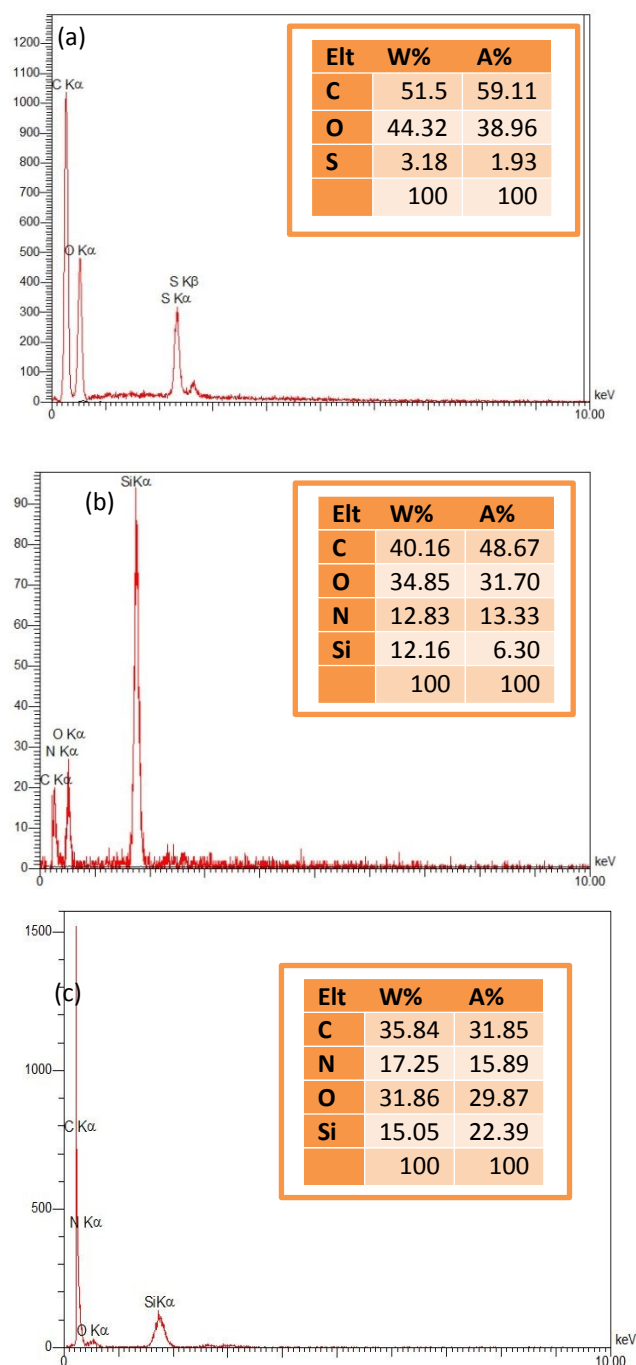 (a)
1200
1100
1000
900
800
700
600
500
400
300
200
100
0
C Kα
O Kα
S Kβ
S Kα
0 10.00
keV
Elt W% A%
C 51.5 59.11
O 44.32 38.96
S 3.18 1.93
100 100
(b)
90
80
70
60
50
40
30
20
10
0
SiKα
O Kα
N Kα
C Kα
0 10.00
keV
Elt W% A%
C 40.16 48.67
O 34.85 31.70
N 12.83 13.33
Si 12.16 6.30
100 100
(c)
1500
1000
500
0
C Kα
N Kα
O Kα
SiKα
0 10.00
keV
Elt W% A%
C 35.84 31.85
N 17.25 15.89
O 31.86 29.87
Si 15.05 22.39
100 100